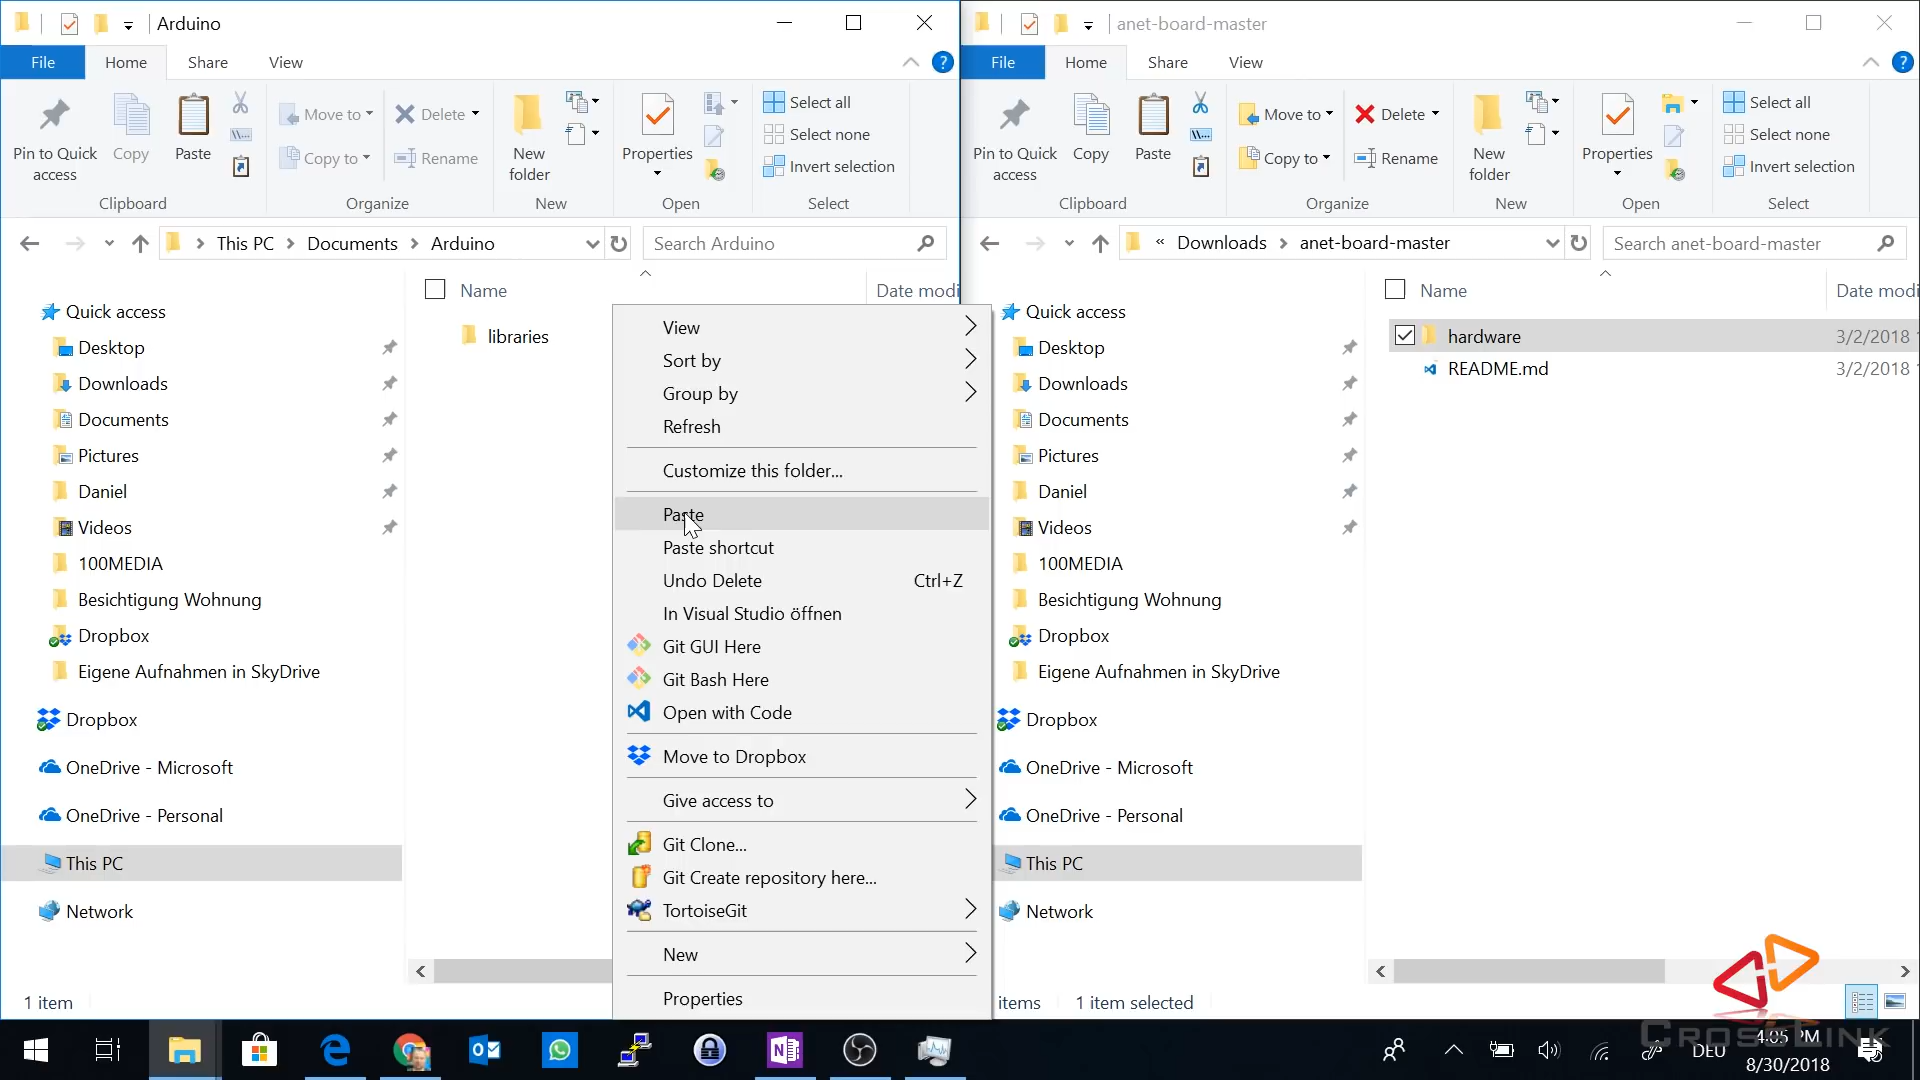 Arduino
File
Home
Share
View
Pin to Quick
access
Copy
Paste
Move to
Copy to
Delete
Rename
New
folder
Properties
Select all
Select none
Invert selection
Clipboard
Organize
New
Open
Select
This PC
Documents
Arduino
Search Arduino
Quick access
Desktop
Downloads
Documents
Pictures
Daniel
Videos
100MEDIA
Besichtigung Wohnung
Dropbox
Eigene Aufnahmen in SkyDrive
Dropbox
OneDrive - Microsoft
OneDrive - Personal
This PC
Network
Name
Date modi
libraries
1 item
View
Sort by
Group by
Refresh
Customize this folder...
Paste
Paste shortcut
Undo Delete Ctrl+Z
In Visual Studio öffnen
Git GUI Here
Git Bash Here
Open with Code
Move to Dropbox
Give access to
Git Clone...
Git Create repository here...
TortoiseGit
New
Properties
anet-board-master
File
Home
Share
View
Pin to Quick
access
Copy
Paste
Move to
Copy to
Delete
Rename
New
folder
Properties
Select all
Select none
Invert selection
Clipboard
Organize
New
Open
Select
« Downloads
anet-board-master
Search anet-board-master
Quick access
Desktop
Downloads
Documents
Pictures
Daniel
Videos
100MEDIA
Besichtigung Wohnung
Dropbox
Eigene Aufnahmen in SkyDrive
Dropbox
OneDrive - Microsoft
OneDrive - Personal
This PC
Network
Name
Date modi
hardware 3/2/2018
README.md 3/2/2018
items
1 item selected
CROSSLINK
DEU
4:05 PM
8/30/2018